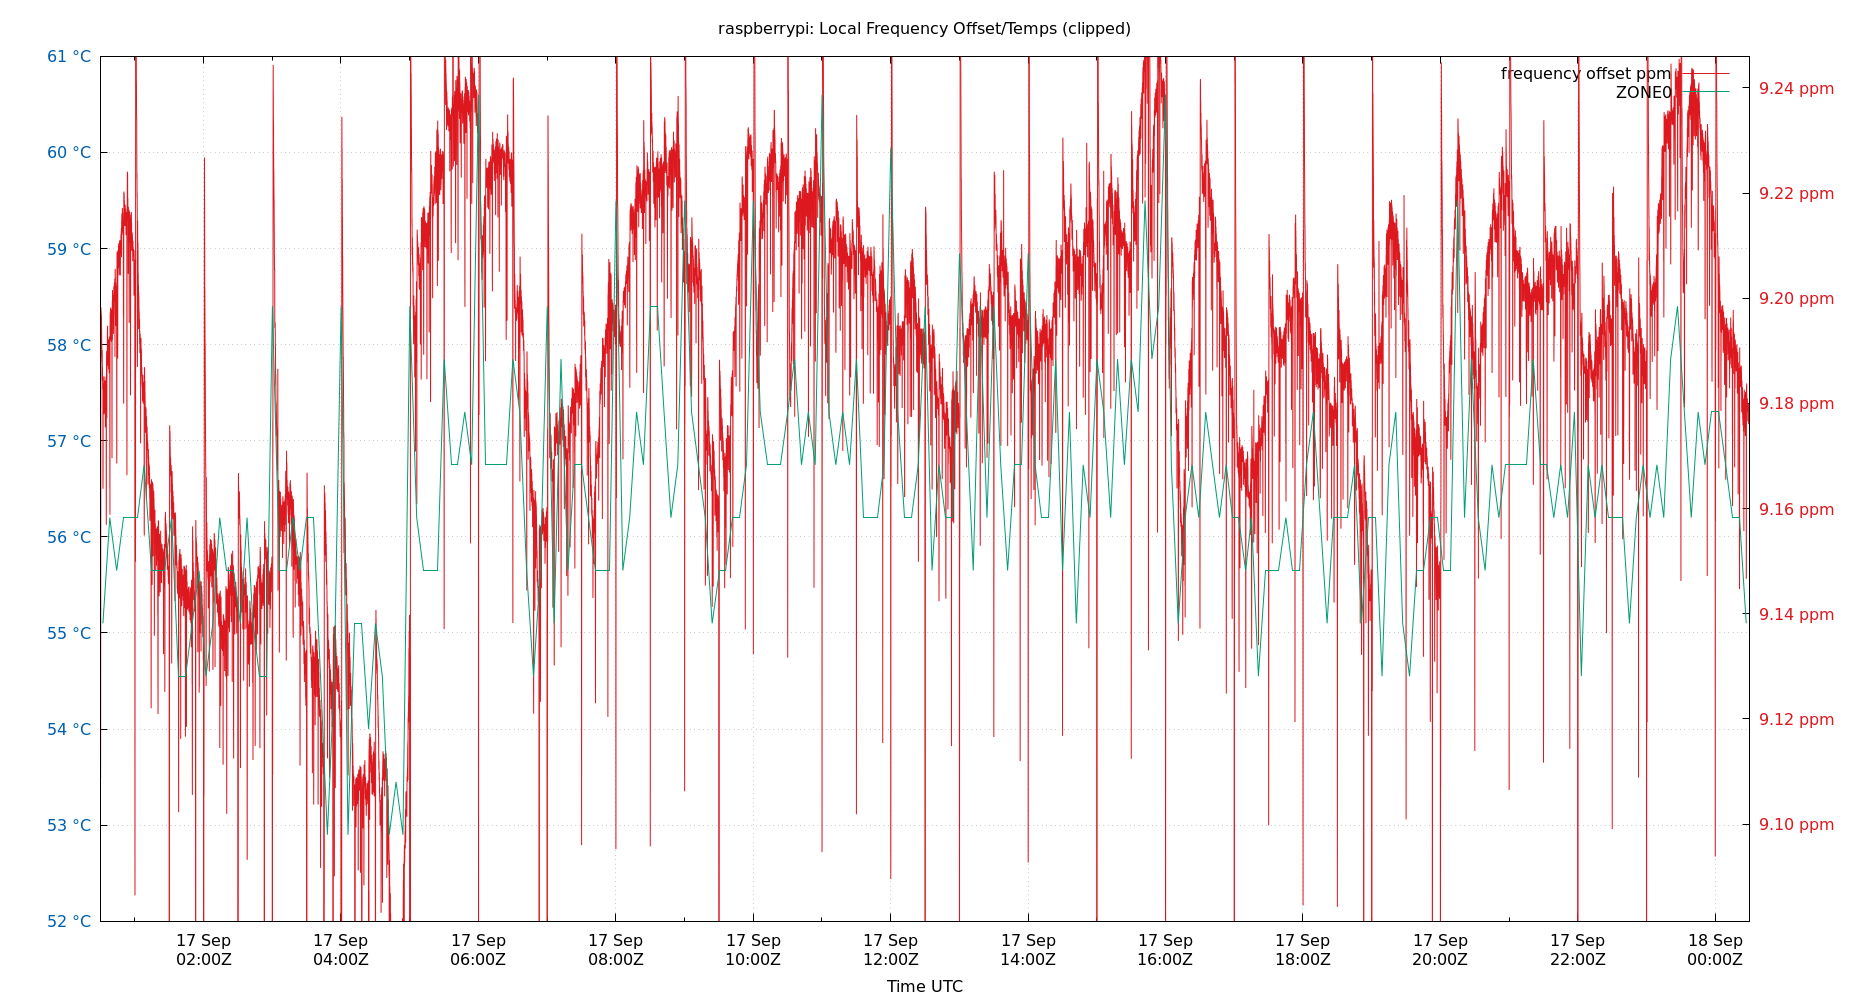 raspberrypi: Local Frequency Offset/Temps (clipped)
61 °C
60 °C
59 °C
58 °C
57 °C
56 °C
55 °C
54 °C
53 °C
52 °C
frequency offset ppm
ZONE0
9.24 ppm
9.22 ppm
9.20 ppm
9.18 ppm
9.16 ppm
9.14 ppm
9.12 ppm
9.10 ppm
17 Sep 17 Sep 17 Sep 17 Sep 17 Sep 17 Sep 17 Sep 17 Sep 17 Sep 17 Sep 17 Sep 18 Sep
02:00Z 04:00Z 06:00Z 08:00Z 10:00Z 12:00Z 14:00Z 16:00Z 18:00Z 20:00Z 22:00Z 00:00Z
Time UTC